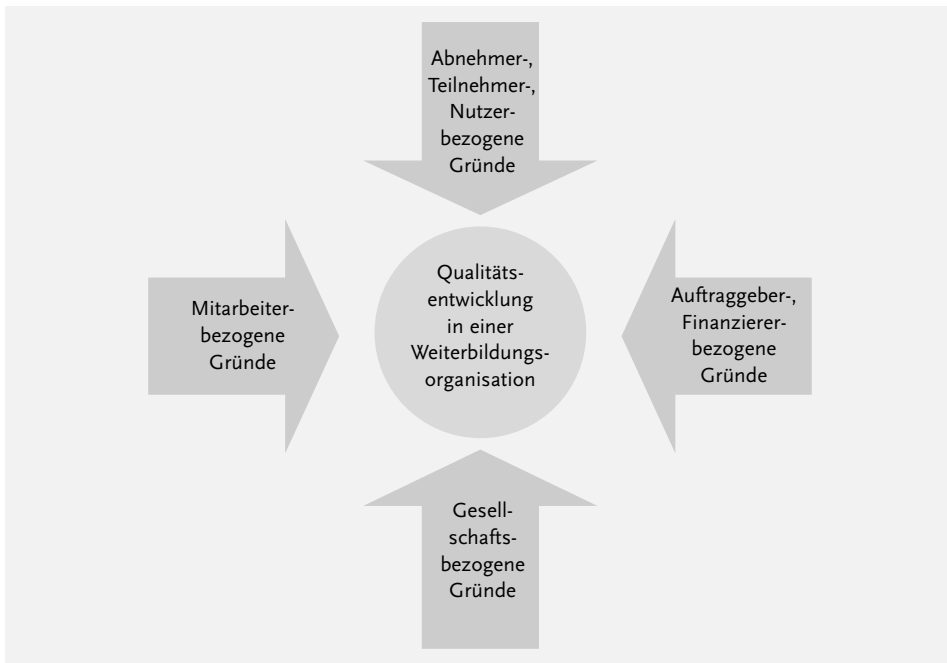 Abnehmer-,
Teilnehmer-,
Nutzer-
bezogene
Gründe
Mitarbeiter-
bezogene
Gründe
Qualitäts-
entwicklung
in einer
Weiterbildungs-
organisation
Auftraggeber-,
Finanzierer-
bezogene
Gründe
Gesell-
schafts-
bezogene
Gründe